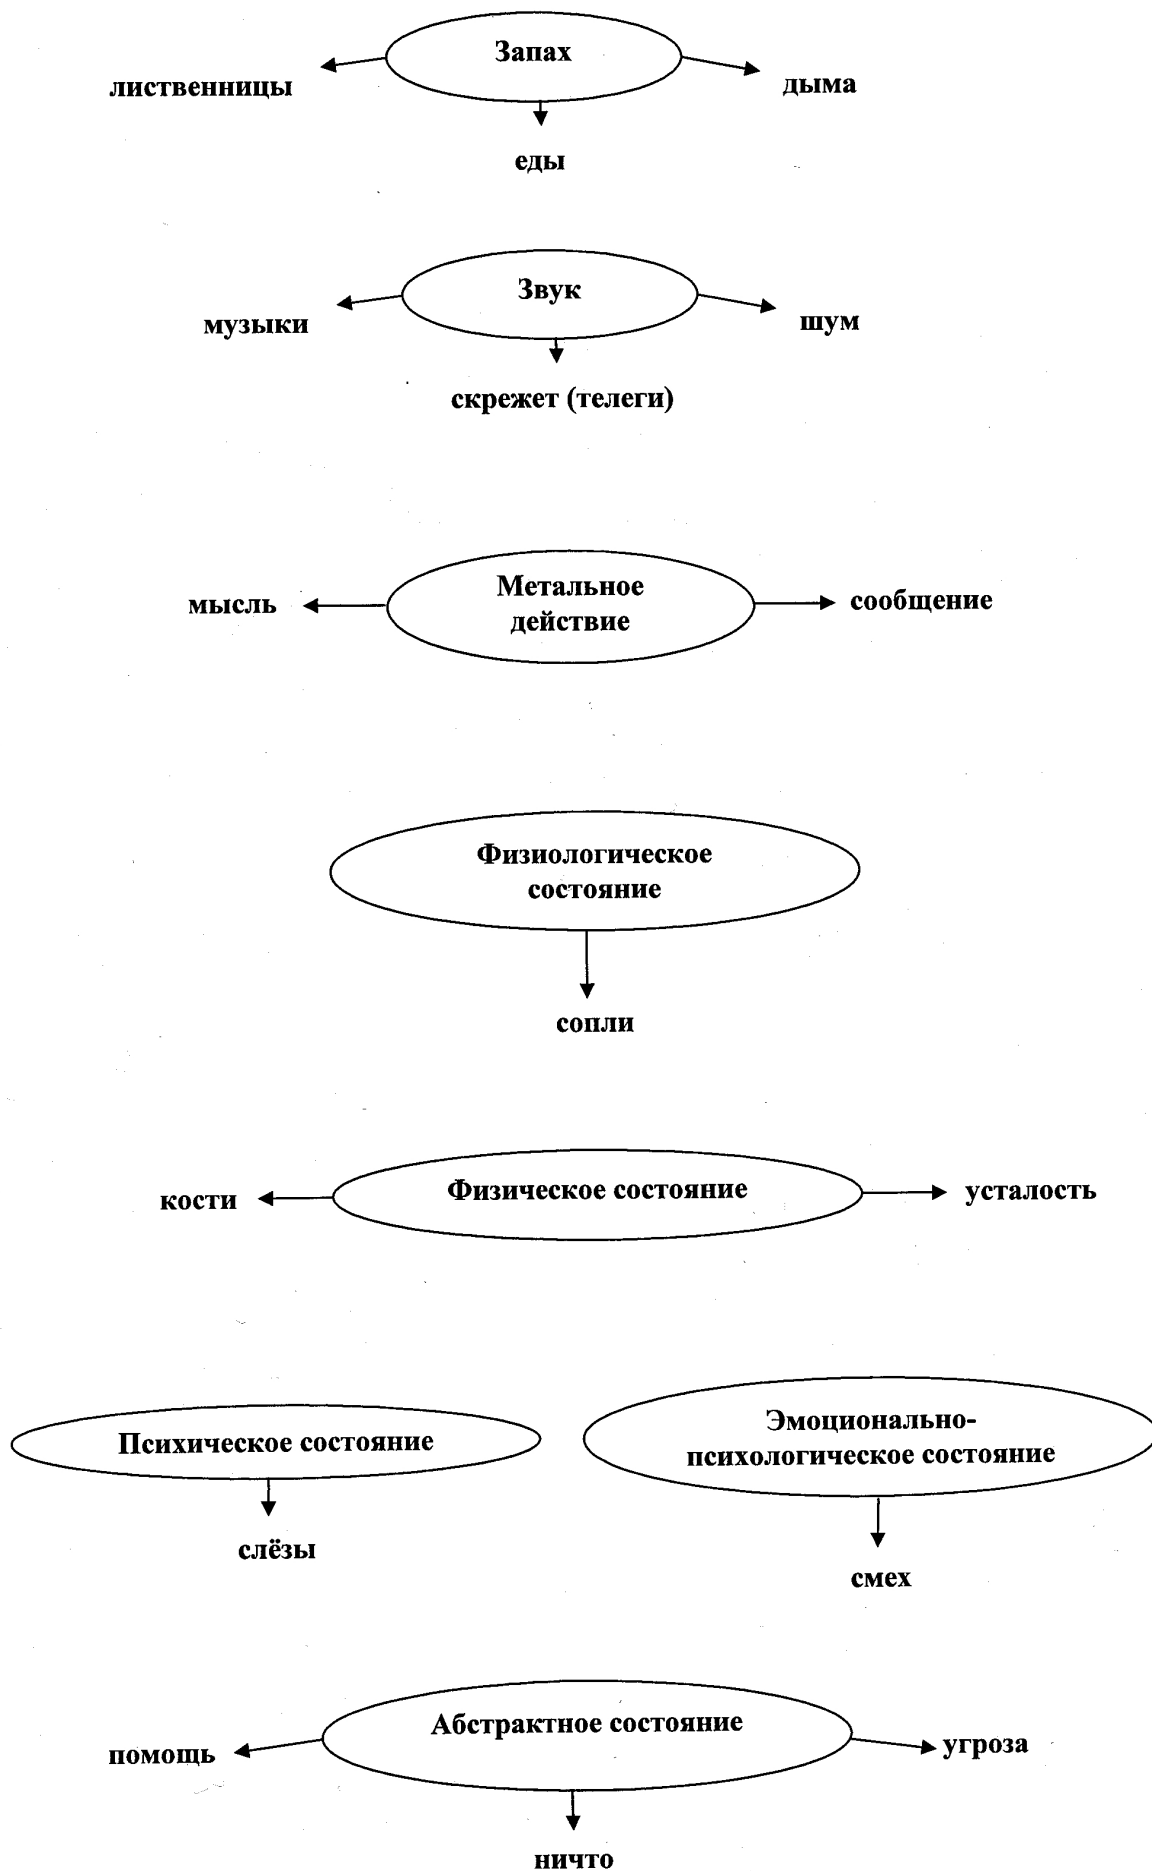 Запах
лиственницы
дыма
еды
Звук
музыки
шум
скрежет (телеги)
Метальное
действие
мысль
сообщение
Физиологическое
состояние
сопли
Физическое состояние
кости
усталость
Психическое состояние
слёзы
Эмоционально-
психологическое состояние
смех
Абстрактное состояние
помощь
угроза
ничто